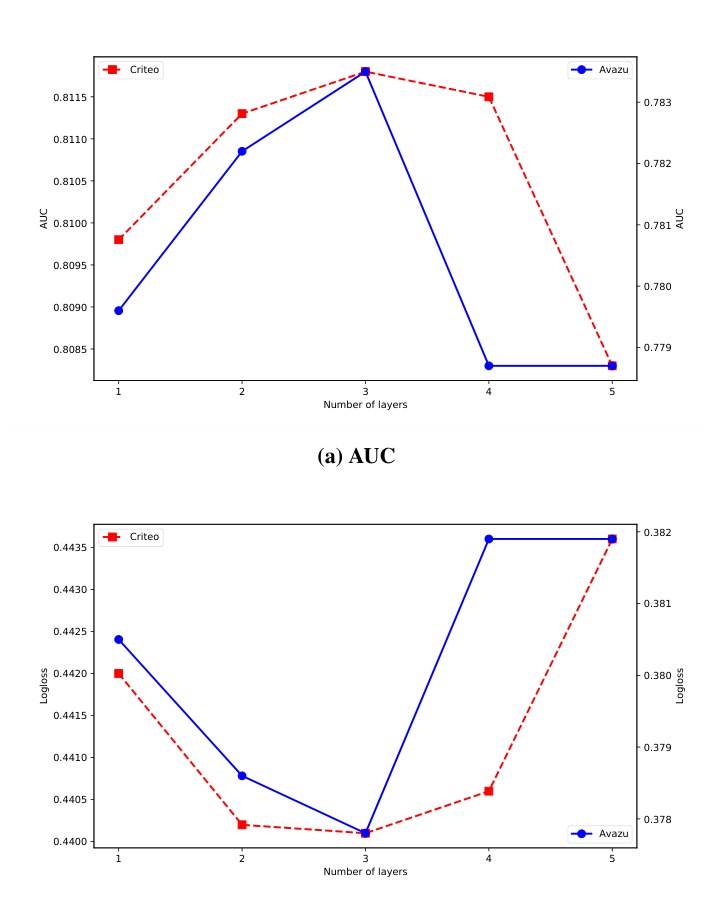 Criteo
Avazu
0.8115
0.8110
0.8105
0.8100
0.8095
0.8090
0.8085
AUC
0.783
0.782
0.781
0.780
0.779
AUC
1 2 3 4 5
Number of layers
(a) AUC
Criteo
0.4435
0.4430
0.4425
0.4420
0.4415
0.4410
0.4405
0.4400
Logloss
0.382
0.381
0.380
0.379
0.378
Logloss
Avazu
1 2 3 4 5
Number of layers